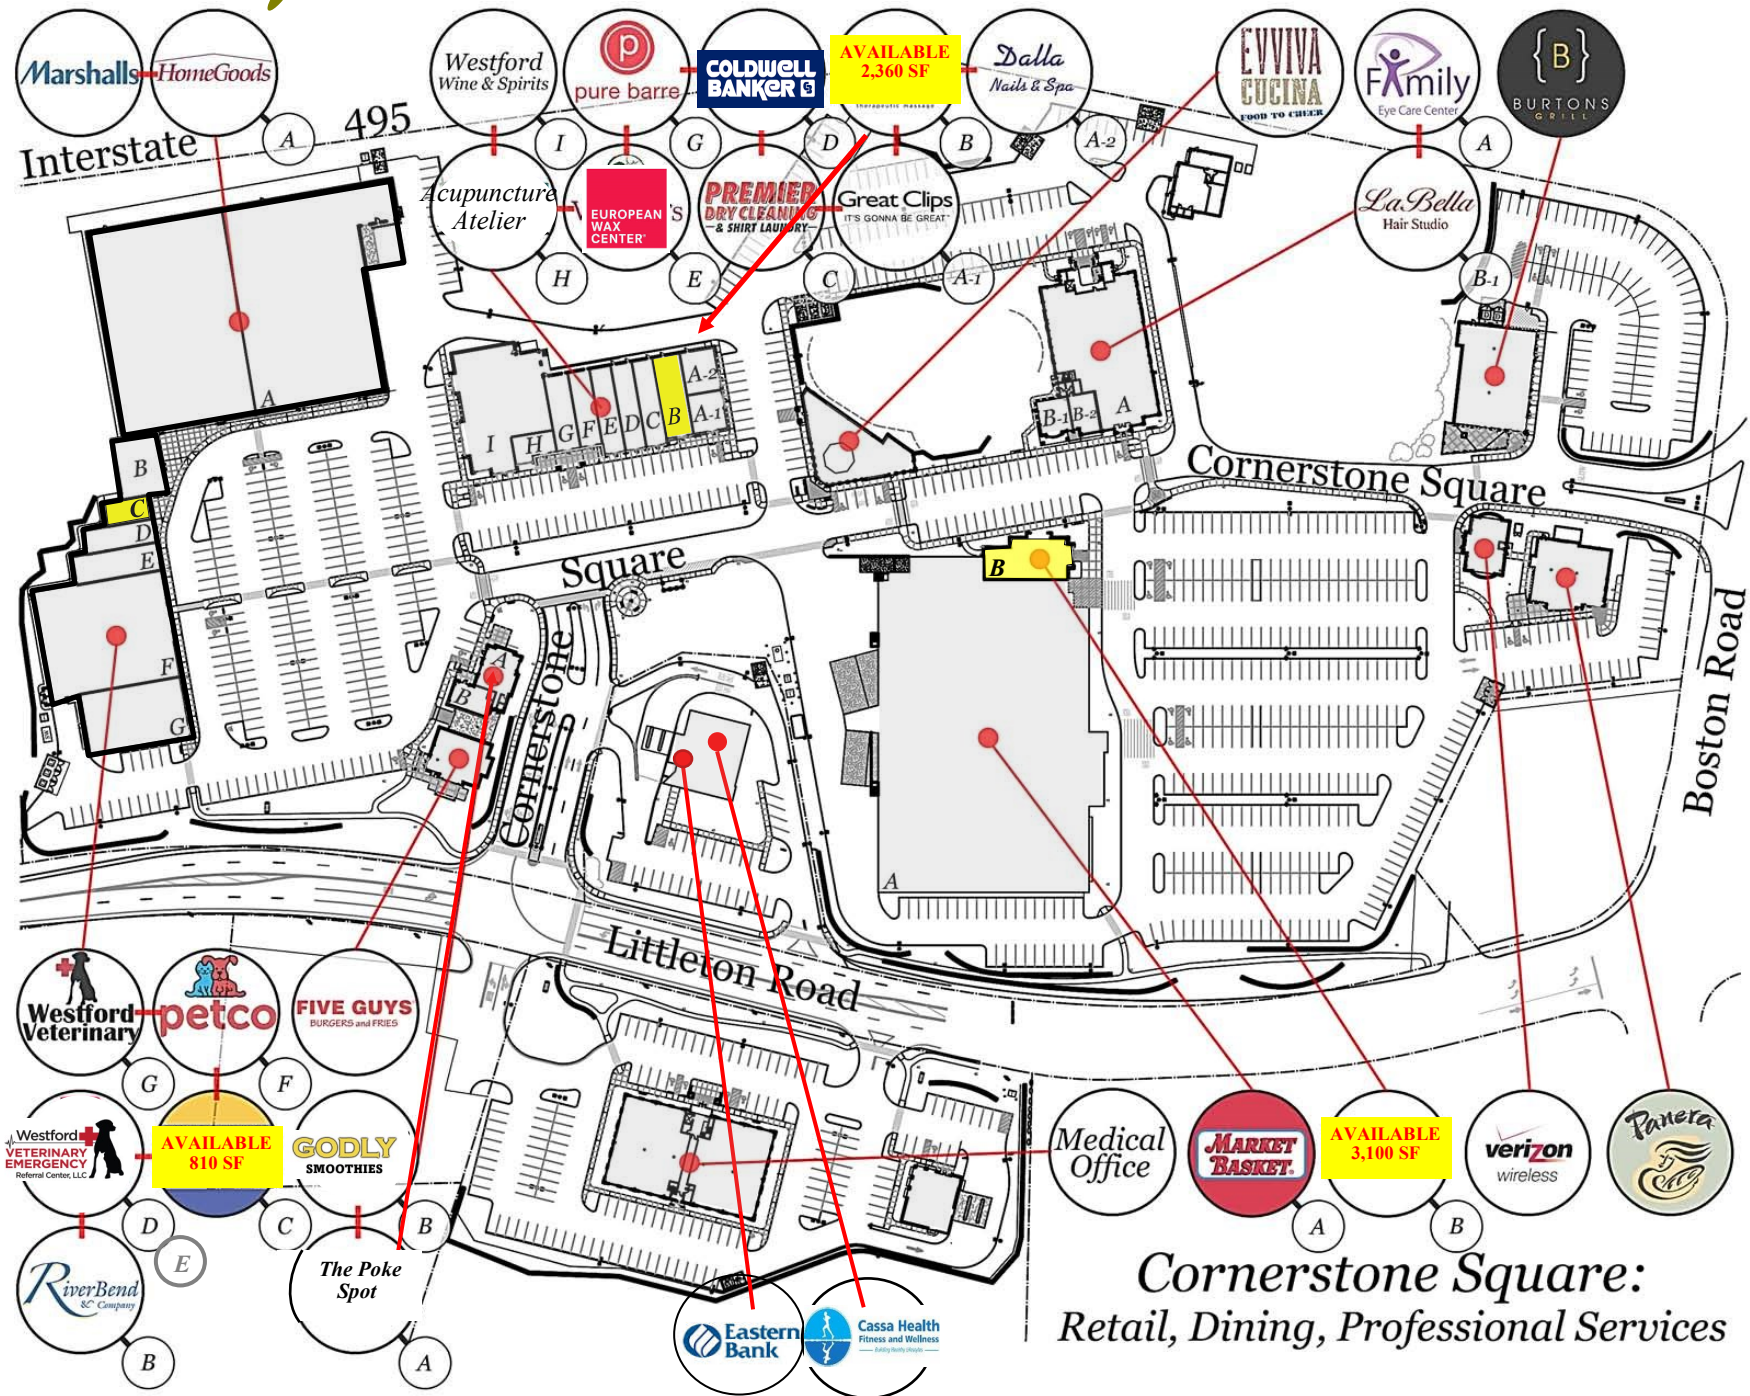 Marshalls
HomeGoods
A
Westford
Wine & Spirits
I
pure barre
G
COLDWELL
BANKER
D
AVAILABLE
2,360 SF
therapeutic massage
B
Dalla
Nails & Spa
A-2
EVVIVA
CUCINA
FOOD TO CHEER
Family
Eye Care Center
A
{B}
BURTONS
GRILL
Interstate 495
Acupuncture
Atelier
H
EUROPEAN
WAX
CENTER
'S
E
PREMIER
DRY CLEANING
& SHIRT LAUNDRY
C
Great Clips
IT'S GONNA BE GREAT
A-1
LaBella
Hair Studio
B-1
A
B
C
D
E
F
G
I
H
G
F
E
D
C
B
A-2
A-1
B-1
B-2
A
Cornerstone Square
Square
Cornerstone
A
B
B
A
Boston Road
Littleton Road
Westford
Veterinary
G
petco
F
FIVE GUYS
BURGERS and FRIES
Westford
VETERINARY
EMERGENCY
Referral Center, LLC
D
E
AVAILABLE
810 SF
C
GODLY
SMOOTHIES
B
RiverBend
& Company
B
The Poke
Spot
A
Eastern
Bank
Cassa Health
Fitness and Wellness
Building Healthy Lifestyles
Medical
Office
MARKET
BASKET
A
AVAILABLE
3,100 SF
B
verizon
wireless
Panera
Cornerstone Square:
Retail, Dining, Professional Services